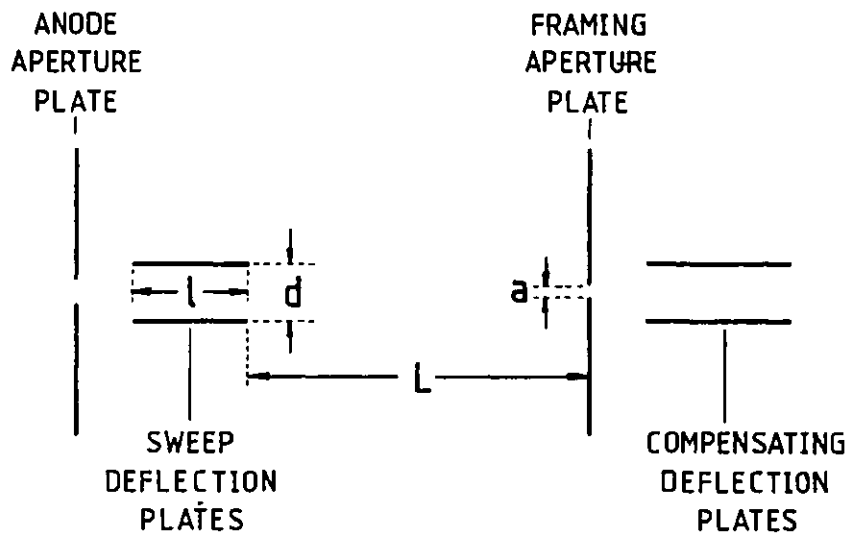 ANODE
APERTURE
PLATE
FRAMING
APERTURE
PLATE
l
d
a
L
SWEEP
DEFLECTION
PLATES
COMPENSATING
DEFLECTION
PLATES